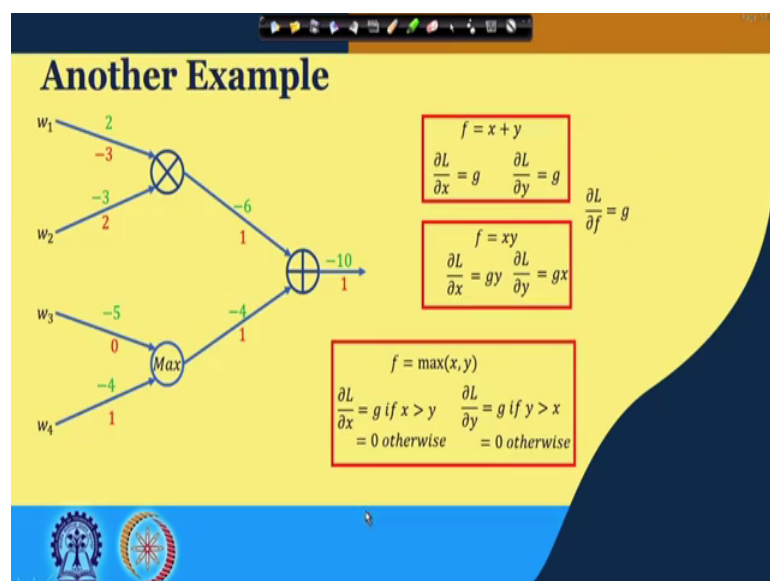 Another Example
w₁
2
−3
−3
2
w₂
−6
1
−10
1
w₃
−5
0
−4
1
Max
−4
1
w₄
f = x + y
∂L/∂x = g ∂L/∂y = g
∂L/∂f = g
f = xy
∂L/∂x = gy ∂L/∂y = gx
f = max(x, y)
∂L/∂x = g if x > y ∂L/∂y = g if y > x
= 0 otherwise = 0 otherwise